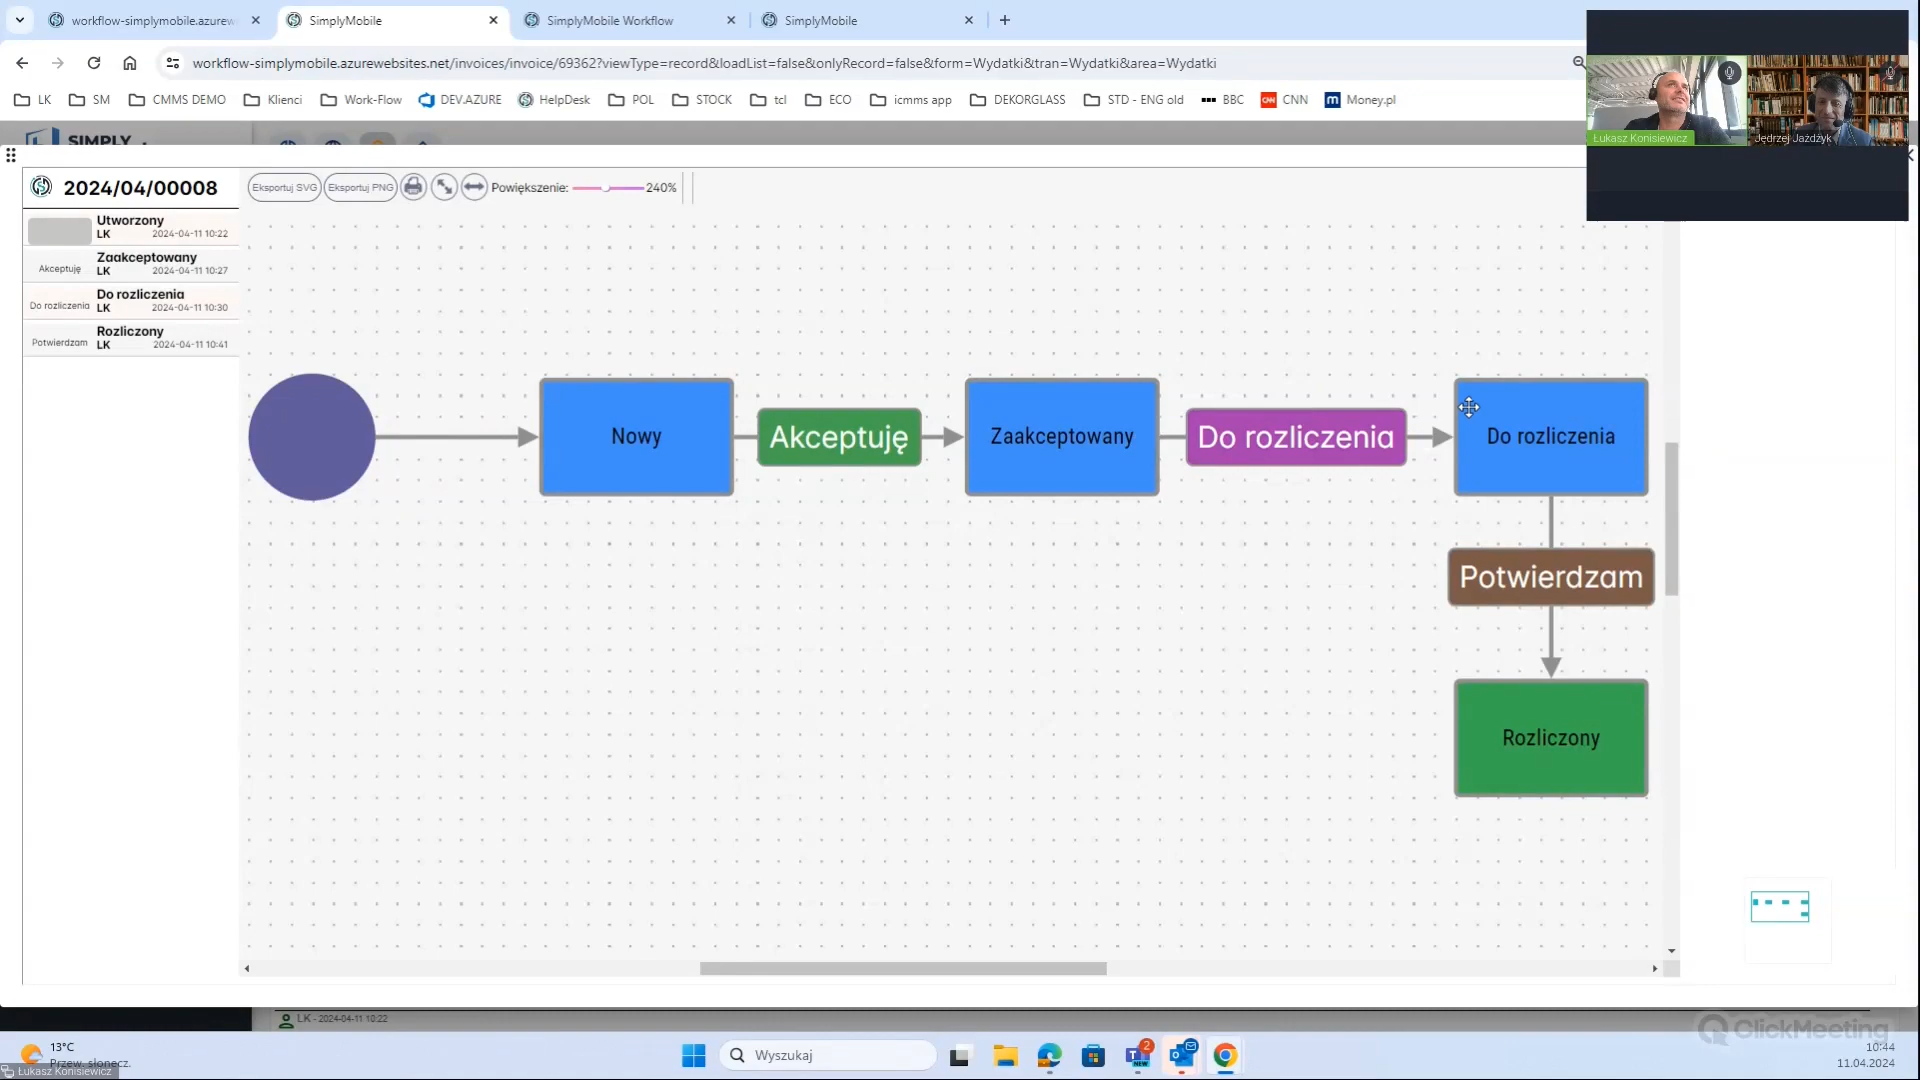 workflow-simplymobile.azurew
SimplyMobile
SimplyMobile Workflow
SimplyMobile
workflow-simplymobile.azurewebsites.net/invoices/invoice/69362?viewType=record&loadList=false&onlyRecord=false&form=Wydatki&tran=Wydatki&area=Wydatki
LK
SM
CMMS DEMO
Klienci
Work-Flow
DEV.AZURE
HelpDesk
POL
STOCK
tcl
ECO
icmms app
DEKORGLASS
STD - ENG old
BBC
CNN
Money.pl
Łukasz Konisiewicz
Jędrzej Jażdżyk
SIMPLY
2024/04/00008
Eksportuj SVG
Eksportuj PNG
Powiększenie:
240%
Utworzony
LK
2024-04-11 10:22
Zaakceptowany
Akceptuję
LK
2024-04-11 10:27
Do rozliczenia
Do rozliczenia
LK
2024-04-11 10:30
Rozliczony
Potwierdzam
LK
2024-04-11 10:41
Nowy
Akceptuję
Zaakceptowany
Do rozliczenia
Do rozliczenia
Potwierdzam
Rozliczony
LK - 2024-04-11 10:22
ClickMeeting
13°C
Przew. słonecz.
Łukasz Konisiewicz
Wyszukaj
2
NEW
10:44
11.04.2024